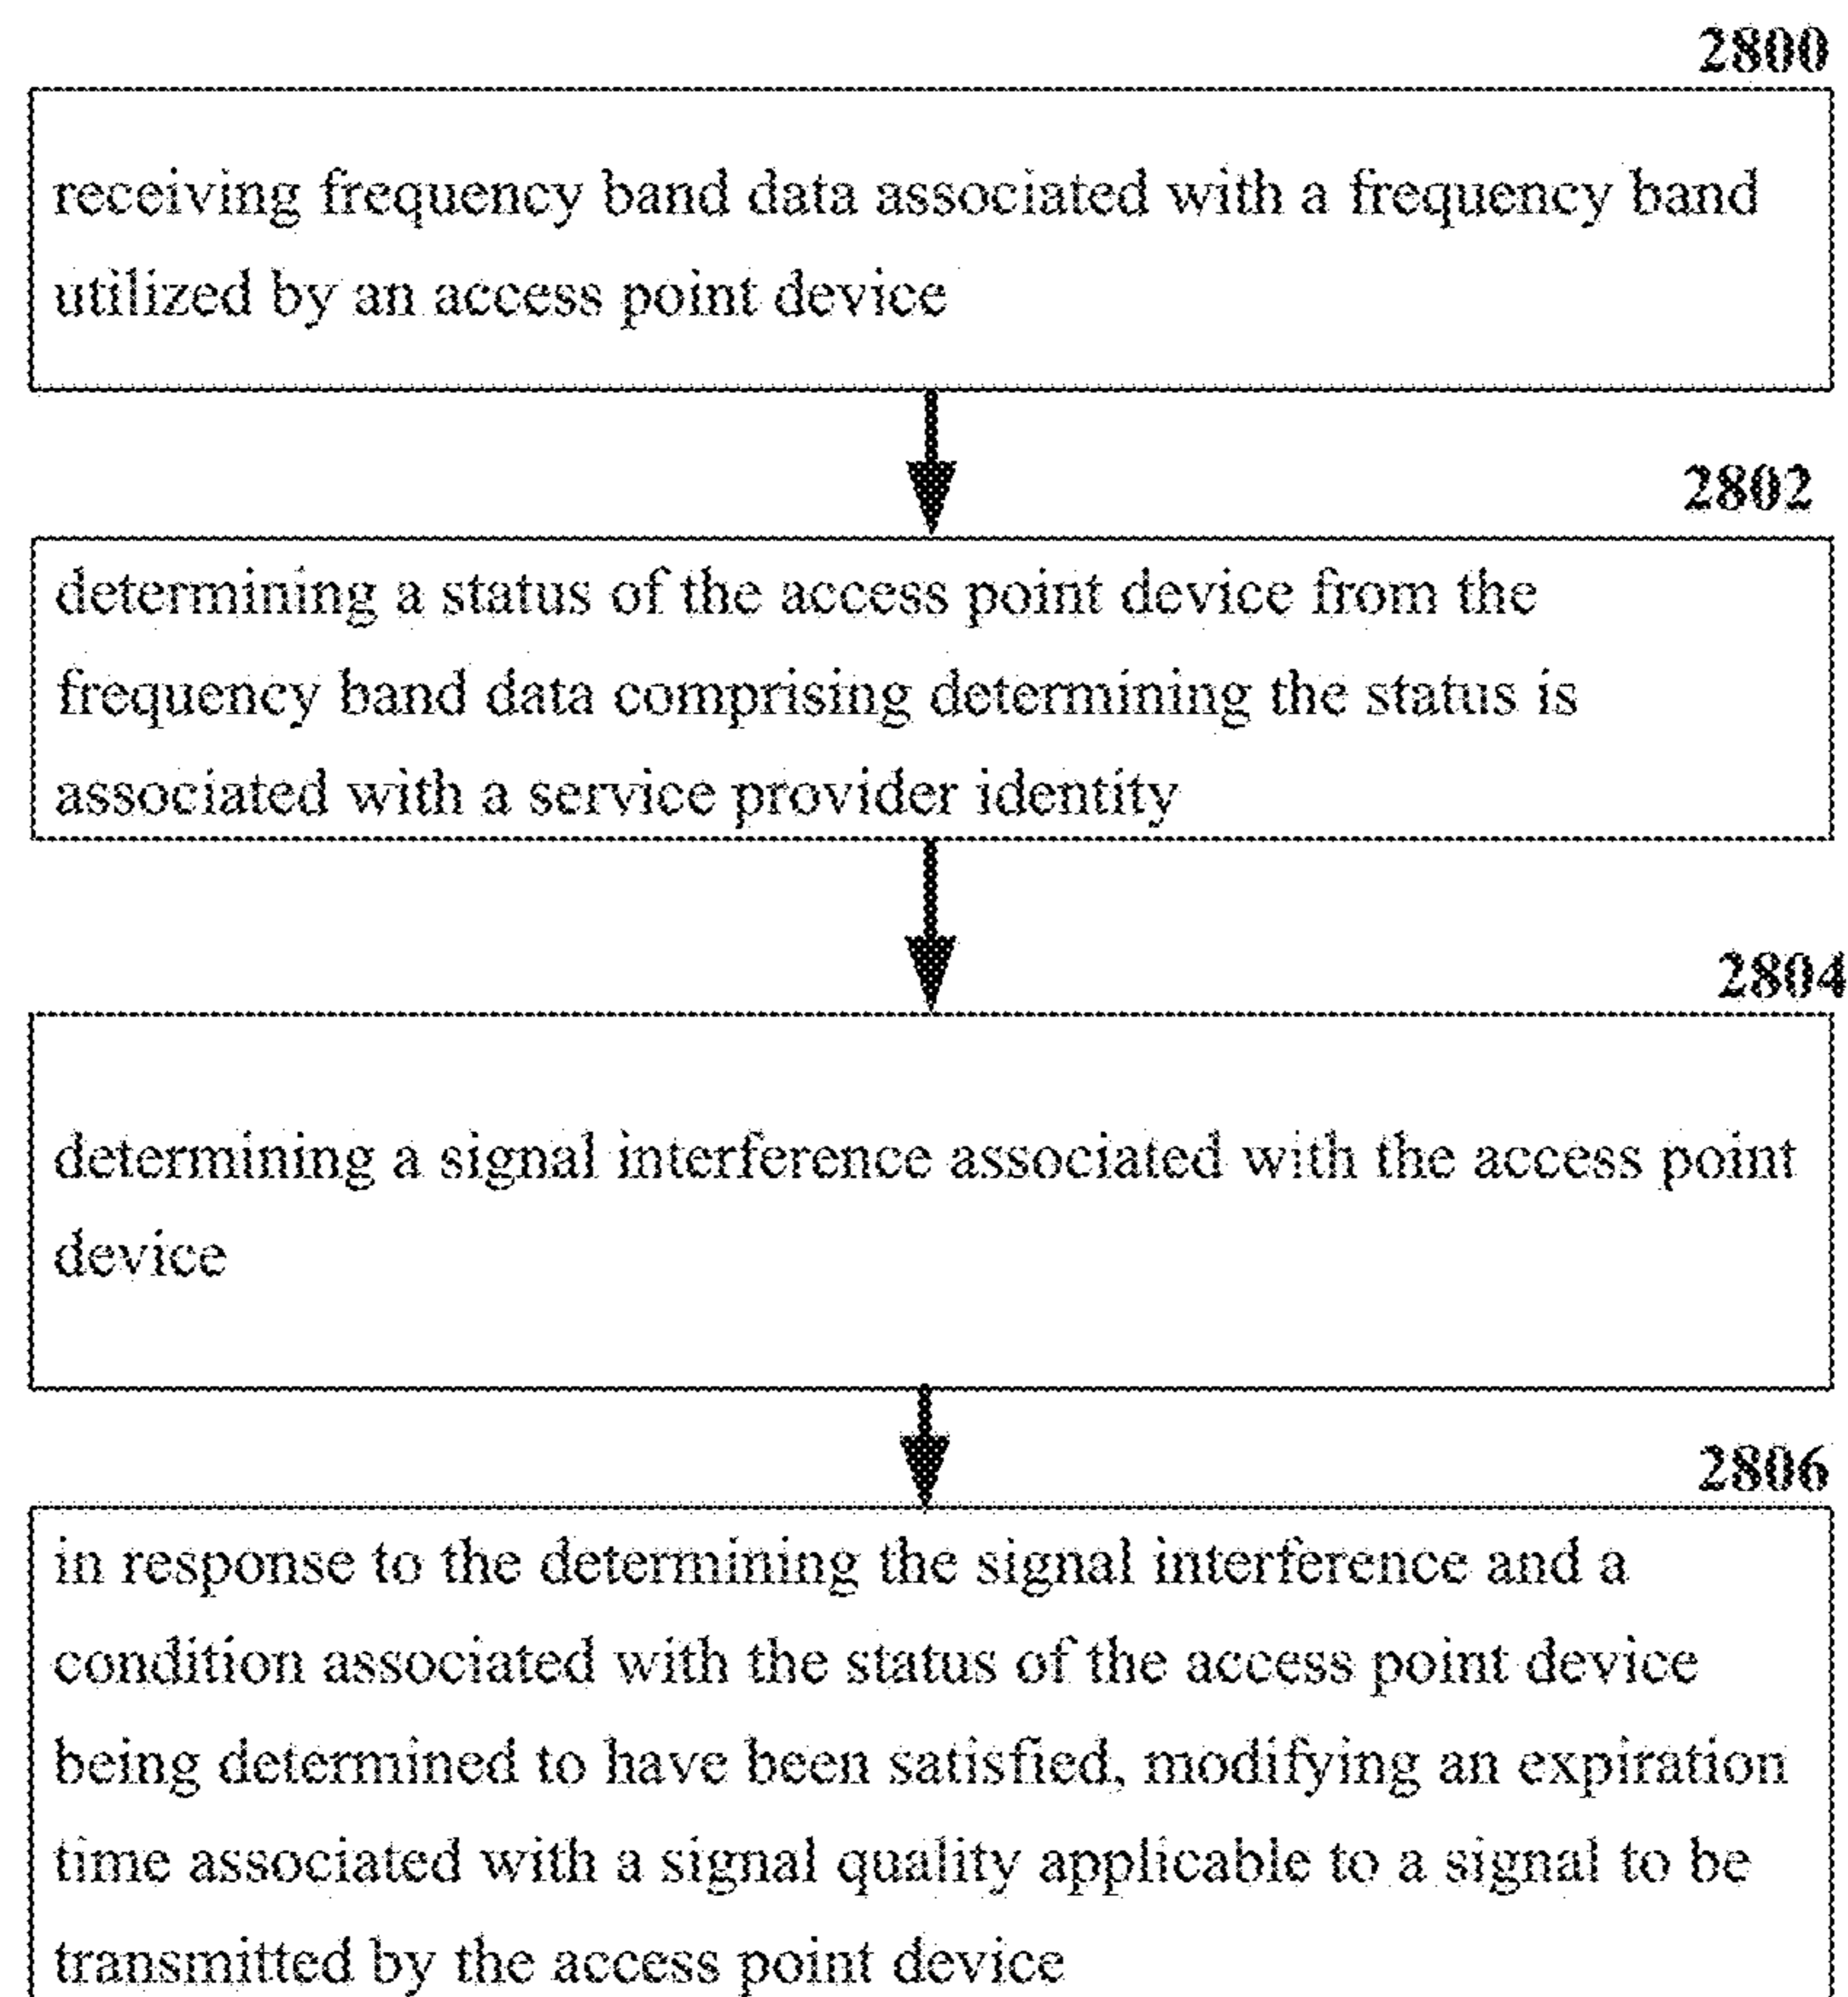 2800
receiving frequency band data associated with a frequency band
utilized by an access point device
2802
determining a status of the access point device from the
frequency band data comprising determining the status is
associated with a service provider identity
2804
determining a signal interference associated with the access point
device
2806
in response to the determining the signal interference and a
condition associated with the status of the access point device
being determined to have been satisfied, modifying an expiration
time associated with a signal quality applicable to a signal to be
transmitted by the access point device